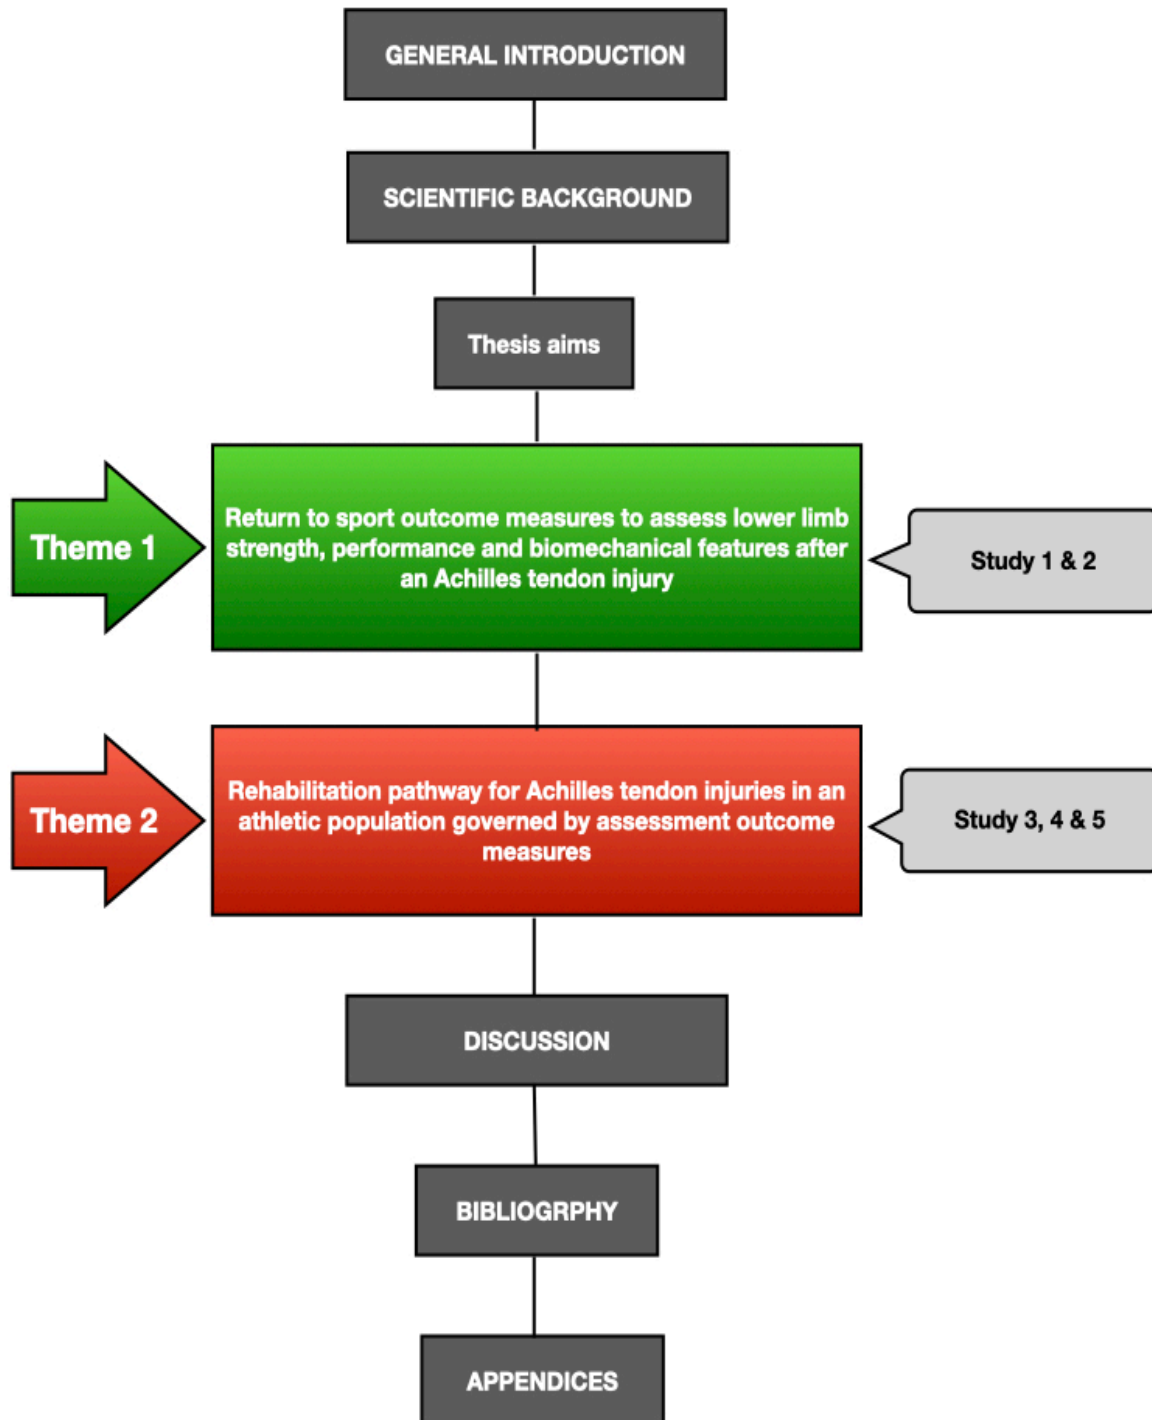 GENERAL INTRODUCTION
SCIENTIFIC BACKGROUND
Thesis aims
Theme 1
Return to sport outcome measures to assess lower limb
strength, performance and biomechanical features after
an Achilles tendon injury
Study 1 & 2
Theme 2
Rehabilitation pathway for Achilles tendon injuries in an
athletic population governed by assessment outcome
measures
Study 3, 4 & 5
DISCUSSION
BIBLIOGRPHY
APPENDICES